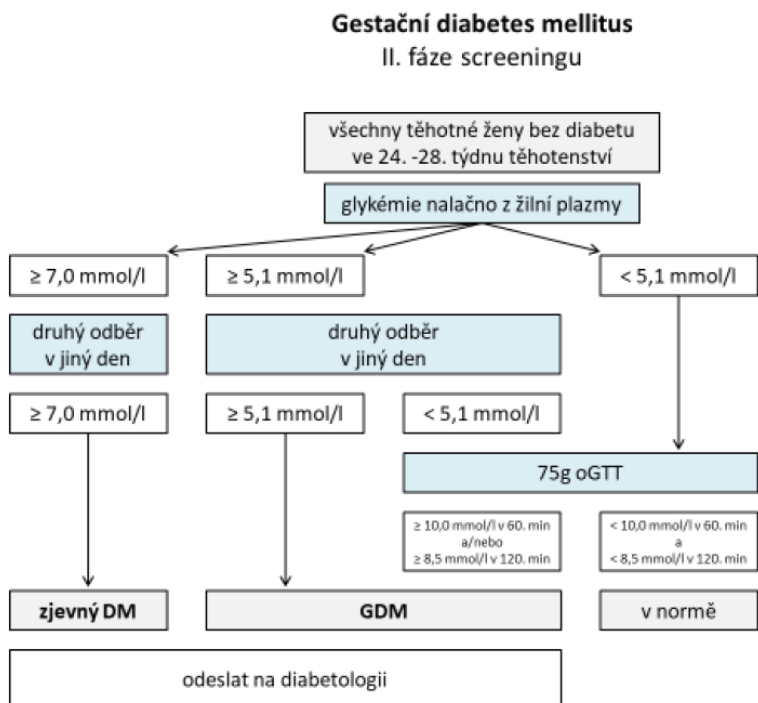 Gestační diabetes mellitus
II. fáze screeningu
všechny těhotné ženy bez diabetu
ve 24. -28. týdnu těhotenství
glykémie nalačno z žilní plazmy
≥ 7,0 mmol/l
≥ 5,1 mmol/l
< 5,1 mmol/l
druhý odběr
v jiný den
druhý odběr
v jiný den
≥ 7,0 mmol/l
≥ 5,1 mmol/l
< 5,1 mmol/l
75g oGTT
≥ 10,0 mmol/l v 60. min
a/nebo
≥ 8,5 mmol/l v 120. min
< 10,0 mmol/l v 60. min
a
< 8,5 mmol/l v 120. min
zjevný DM
GDM
v normě
odeslat na diabetologii